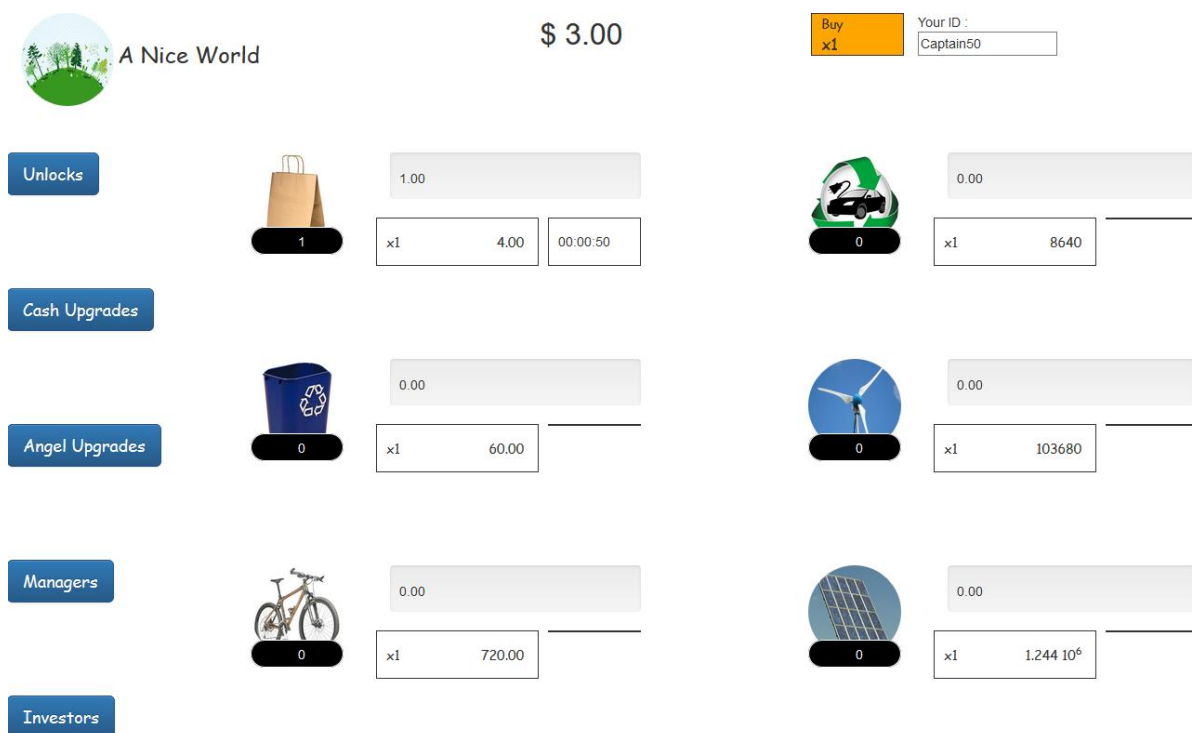 A Nice World
$ 3.00
Buy
x1
Your ID :
Captain50
Unlocks
1.00
1
x1 4.00 00:00:50
0.00
0
x1 8640
Cash Upgrades
0.00
0
x1 60.00
0.00
0
x1 103680
Angel Upgrades
Managers
0.00
0
x1 720.00
0.00
0
x1 1.244 10⁶
Investors